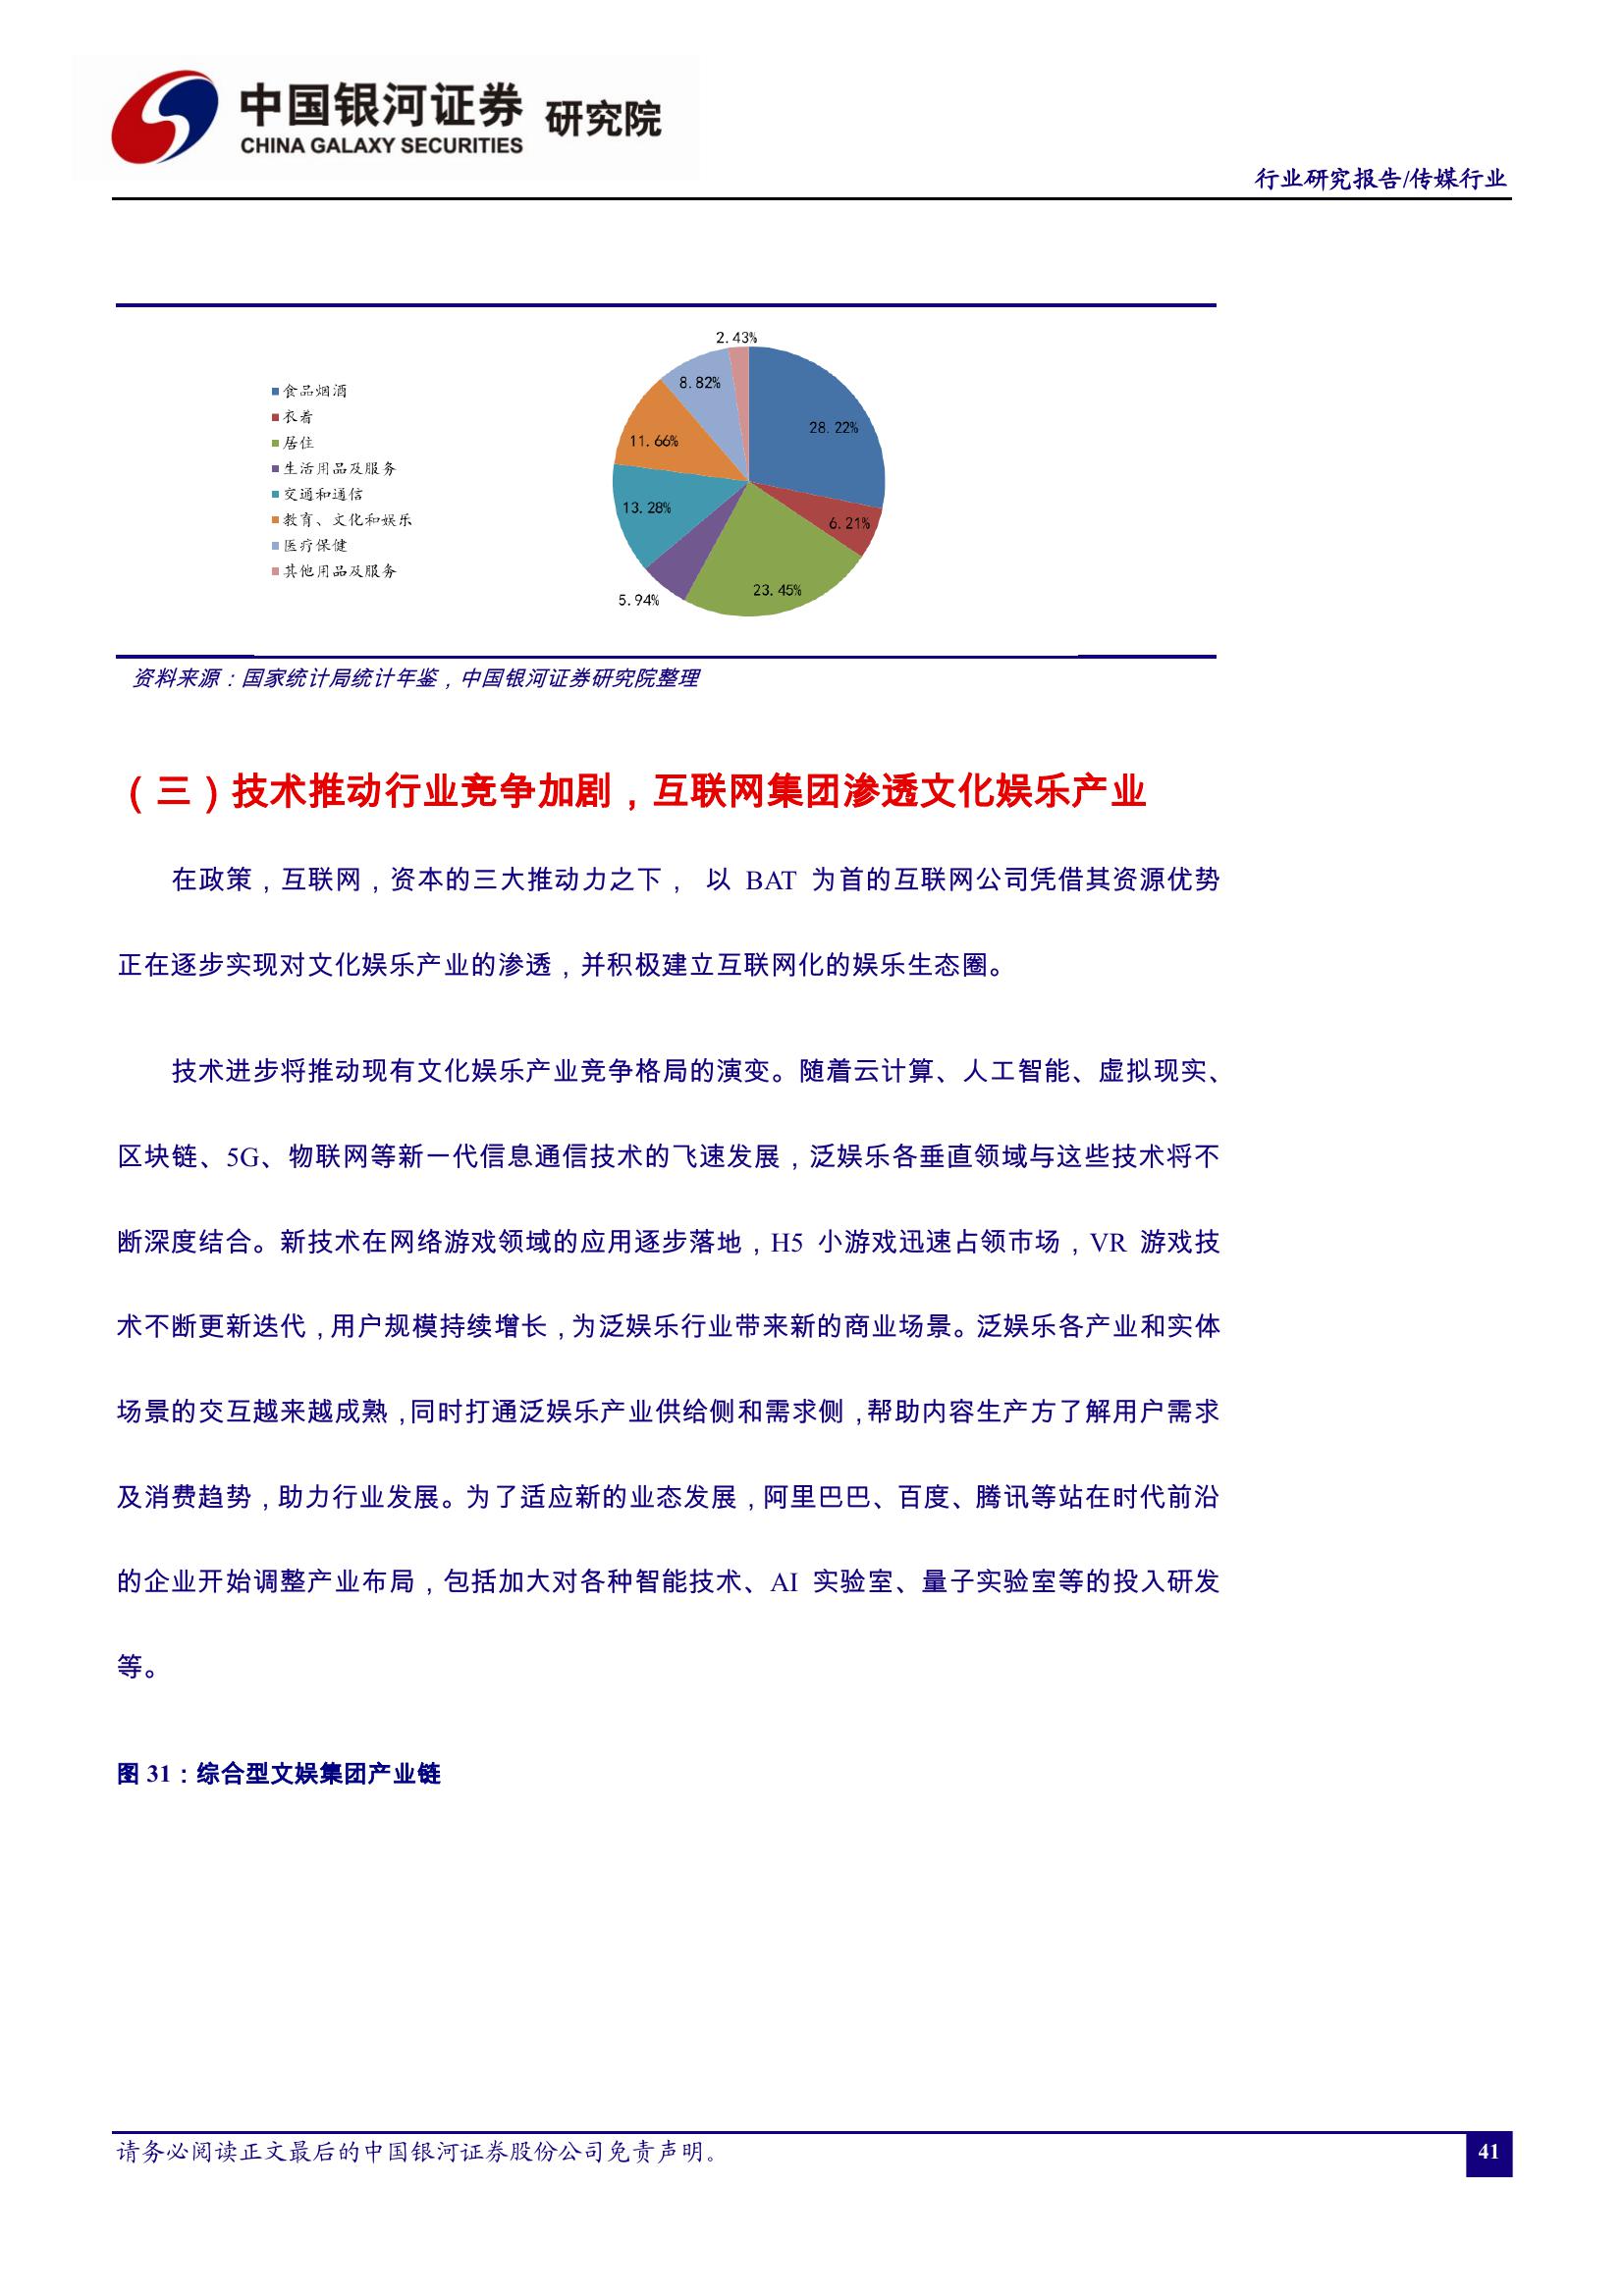 中国银河证券 研究院
CHINA GALAXY SECURITIES
行业研究报告/传媒行业
2.43%
8.82%
28.22%
11.66%
13.28%
6.21%
23.45%
5.94%
食品烟酒
衣着
居住
生活用品及服务
交通和通信
教育、文化和娱乐
医疗保健
其他用品及服务
资料来源：国家统计局统计年鉴，中国银河证券研究院整理
（三）技术推动行业竞争加剧，互联网集团渗透文化娱乐产业
在政策，互联网，资本的三大推动力之下， 以 BAT 为首的互联网公司凭借其资源优势
正在逐步实现对文化娱乐产业的渗透，并积极建立互联网化的娱乐生态圈。
技术进步将推动现有文化娱乐产业竞争格局的演变。随着云计算、人工智能、虚拟现实、
区块链、5G、物联网等新一代信息通信技术的飞速发展，泛娱乐各垂直领域与这些技术将不
断深度结合。新技术在网络游戏领域的应用逐步落地，H5 小游戏迅速占领市场，VR 游戏技
术不断更新迭代，用户规模持续增长，为泛娱乐行业带来新的商业场景。泛娱乐各产业和实体
场景的交互越来越成熟，同时打通泛娱乐产业供给侧和需求侧，帮助内容生产方了解用户需求
及消费趋势，助力行业发展。为了适应新的业态发展，阿里巴巴、百度、腾讯等站在时代前沿
的企业开始调整产业布局，包括加大对各种智能技术、AI 实验室、量子实验室等的投入研发
等。
图 31：综合型文娱集团产业链
请务必阅读正文最后的中国银河证券股份公司免责声明。
41